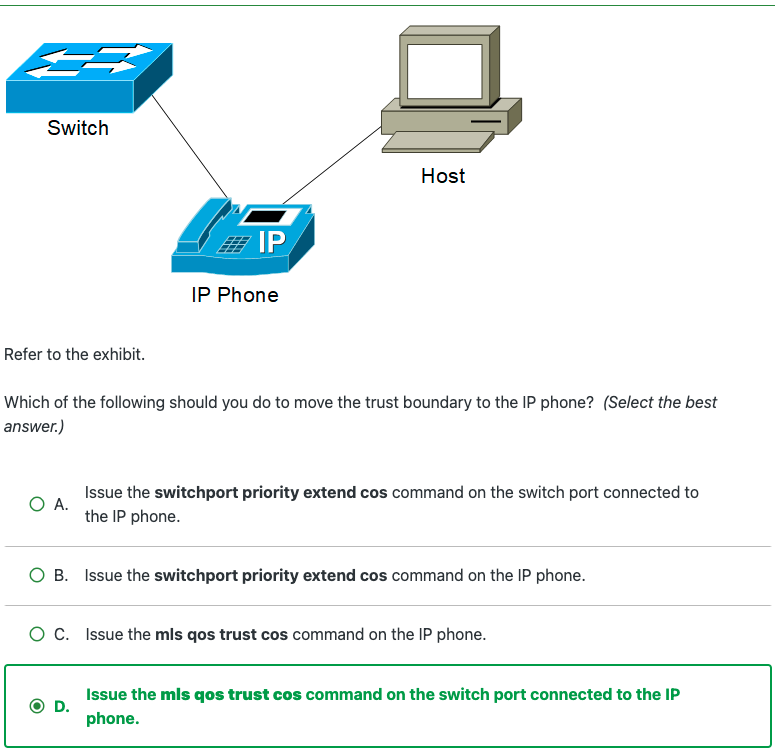 Switch
Host
IP
IP Phone
Refer to the exhibit.
Which of the following should you do to move the trust boundary to the IP phone? (Select the best
answer.)
A. Issue the switchport priority extend cos command on the switch port connected to
the IP phone.
B. Issue the switchport priority extend cos command on the IP phone.
C. Issue the mls qos trust cos command on the IP phone.
D. Issue the mls qos trust cos command on the switch port connected to the IP
phone.